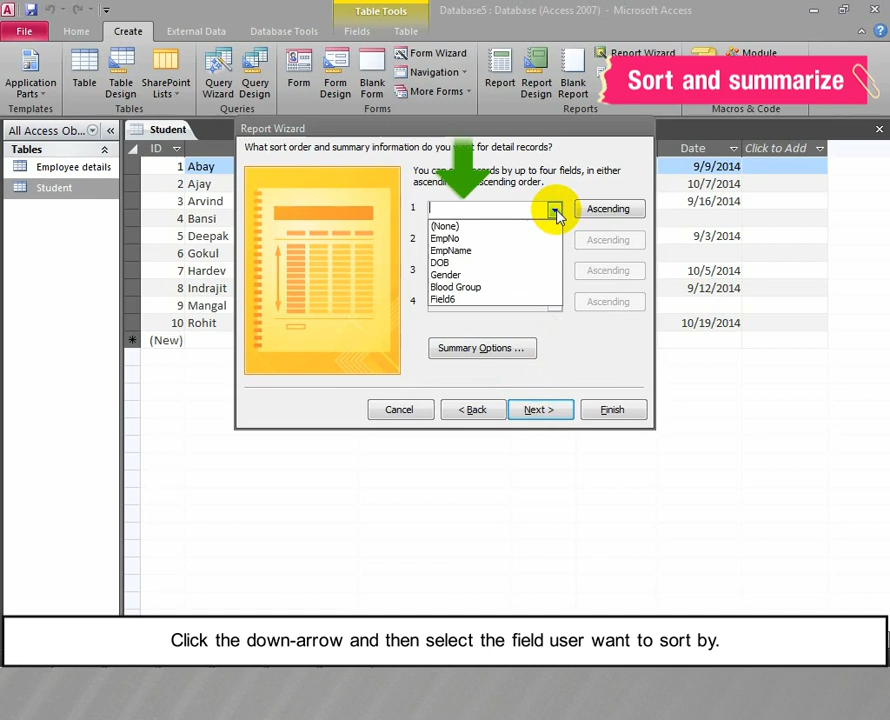 Table Tools
Database5 : Database (Access 2007) - Microsoft Access
File Home Create External Data Database Tools Fields Table
Application Parts
Templates
Table
Table Design
SharePoint Lists
Tables
Query Wizard
Query Design
Queries
Form
Form Design
Blank Form
Form Wizard
Navigation
More Forms
Forms
Report
Report Design
Blank Report
Report Wizard
Reports
Module
Macros & Code
Sort and summarize
All Access Ob...
Tables
Employee details
Student
Student
ID Date Click to Add
1 Abay 9/9/2014
2 Ajay 10/7/2014
3 Arvind 9/16/2014
4 Bansi
5 Deepak 9/3/2014
6 Gokul
7 Hardev 10/5/2014
8 Indrajit 9/12/2014
9 Mangal
10 Rohit 10/19/2014
(New)
Report Wizard
What sort order and summary information do you want for detail records?
ascending order.
1 Ascending
(None)
EmpNo
EmpName
DOB
Gender
Blood Group
Field6
2 Ascending
3 Ascending
4 Ascending
Summary Options ...
Cancel < Back Next > Finish
Click the down-arrow and then select the field user want to sort by.